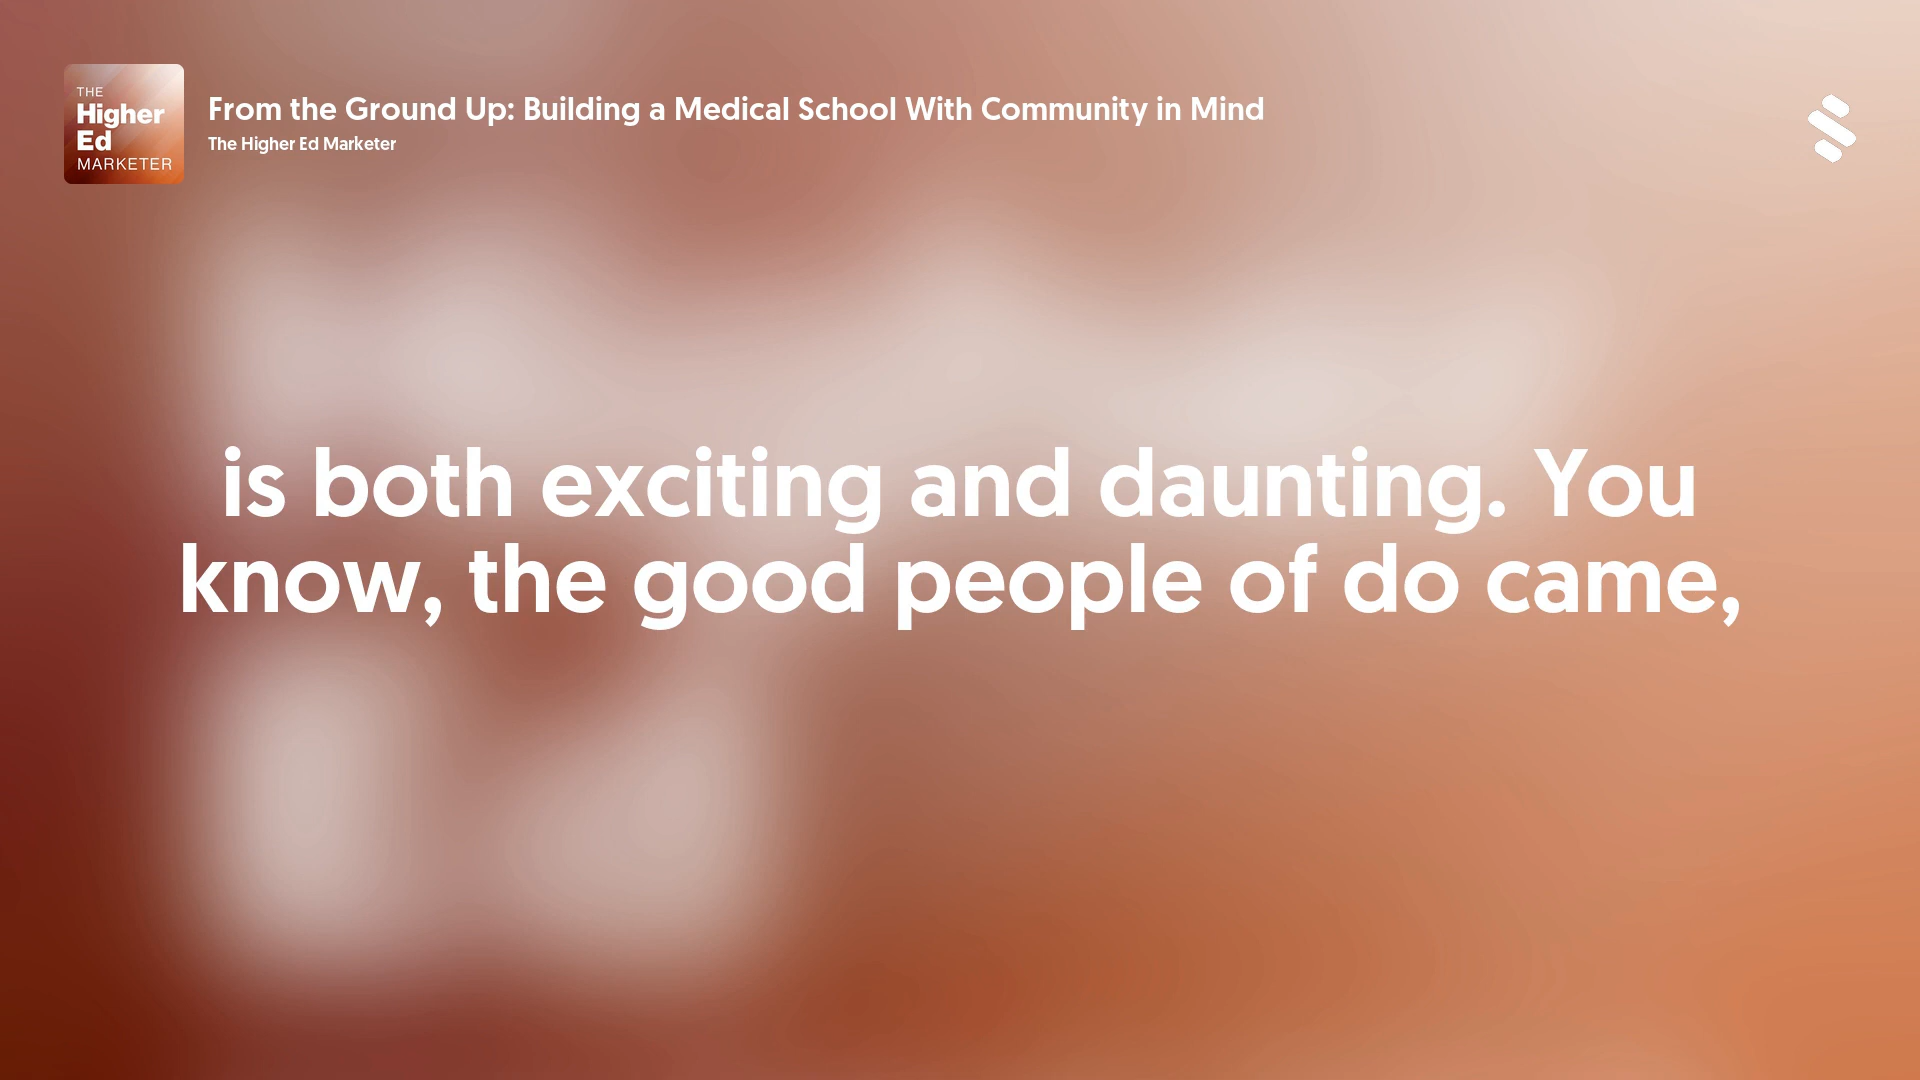 THE
Higher
Ed
MARKETER
From the Ground Up: Building a Medical School With Community in Mind
The Higher Ed Marketer
is both exciting and daunting. You
know, the good people of do came,